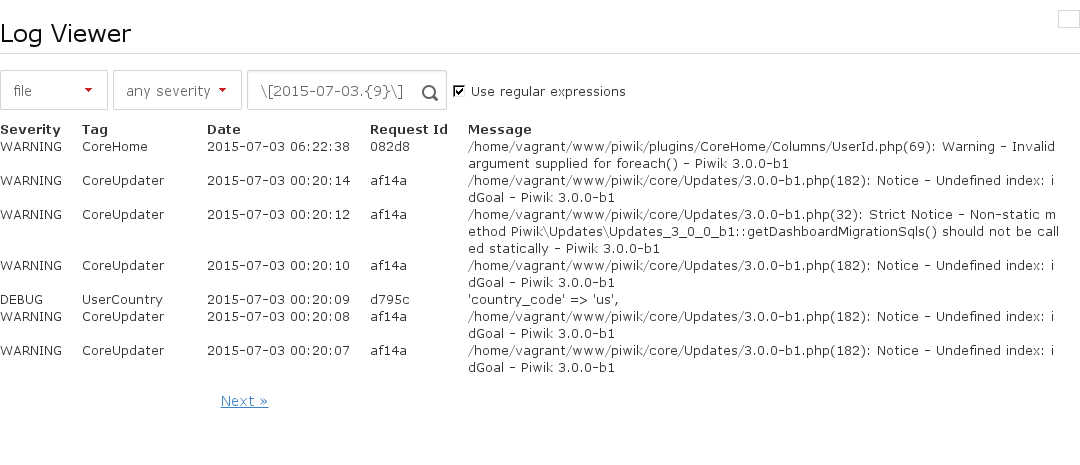 Log Viewer
file any severity \[2015-07-03.{9}\] Use regular expressions
Severity Tag Date Request Id Message
WARNING CoreHome 2015-07-03 06:22:38 082d8 /home/vagrant/www/piwik/plugins/CoreHome/Columns/UserId.php(69): Warning - Invalid
argument supplied for foreach() - Piwik 3.0.0-b1
WARNING CoreUpdater 2015-07-03 00:20:14 af14a /home/vagrant/www/piwik/core/Updates/3.0.0-b1.php(182): Notice - Undefined index: i
dGoal - Piwik 3.0.0-b1
WARNING CoreUpdater 2015-07-03 00:20:12 af14a /home/vagrant/www/piwik/core/Updates/3.0.0-b1.php(32): Strict Notice - Non-static m
ethod Piwik\Updates\Updates_3_0_0_b1::getDashboardMigrationSqls() should not be call
ed statically - Piwik 3.0.0-b1
WARNING CoreUpdater 2015-07-03 00:20:10 af14a /home/vagrant/www/piwik/core/Updates/3.0.0-b1.php(182): Notice - Undefined index: i
dGoal - Piwik 3.0.0-b1
DEBUG UserCountry 2015-07-03 00:20:09 d795c 'country_code' => 'us',
WARNING CoreUpdater 2015-07-03 00:20:08 af14a /home/vagrant/www/piwik/core/Updates/3.0.0-b1.php(182): Notice - Undefined index: i
dGoal - Piwik 3.0.0-b1
WARNING CoreUpdater 2015-07-03 00:20:07 af14a /home/vagrant/www/piwik/core/Updates/3.0.0-b1.php(182): Notice - Undefined index: i
dGoal - Piwik 3.0.0-b1
Next »